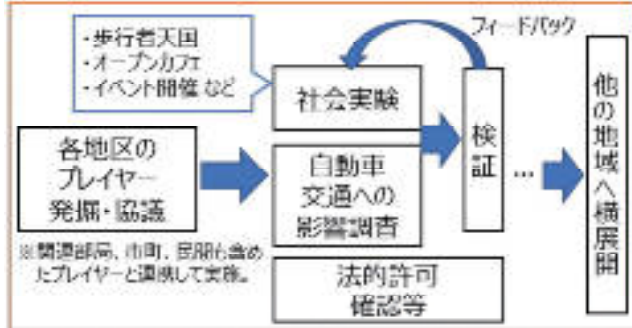 ・歩行者天国
・オープンカフェ
・イベント開催 など
フィードバック
社会実験
各地区の
プレイヤー
発掘・協議
自動車
交通への
影響調査
検証
…
他の地域へ横展開
※関連部局、市町、民間も含め
たプレイヤーと連携して実施。
法的許可
確認等